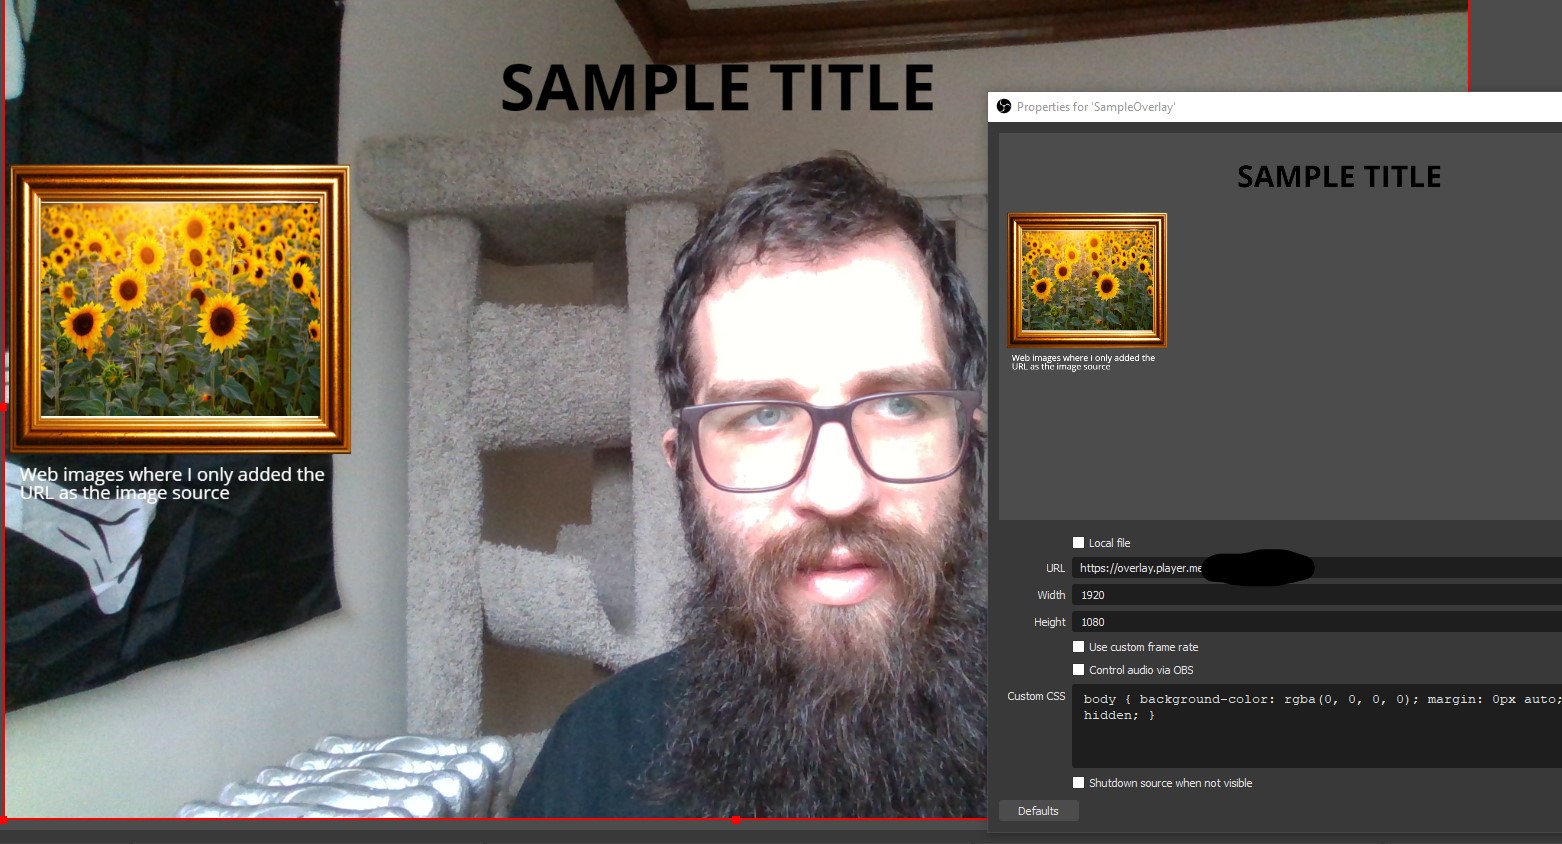 SAMPLE TITLE
Web images where I only added the
URL as the image source
Properties for 'SampleOverlay'
SAMPLE TITLE
Web images where I only added the
URL as the image source
Local file
URL https://overlay.player.me
Width 1920
Height 1080
Use custom frame rate
Control audio via OBS
Custom CSS body { background-color: rgba(0, 0, 0, 0); margin: 0px auto;
hidden; }
Shutdown source when not visible
Defaults